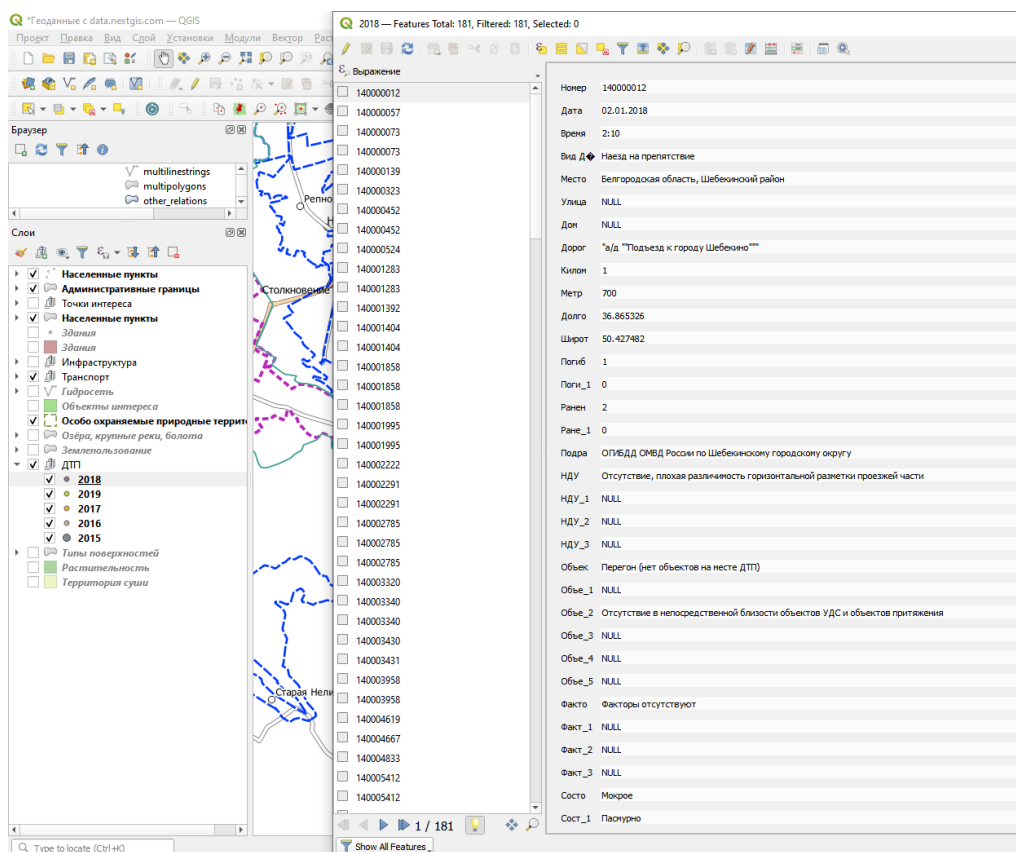 *Геоданные с data.nextgis.com — QGIS
Проект Правка Вид Слой Установки Модули Вектор Раст
Браузер
multilinestrings
multipolygons
other_relations
Слои
Населенные пункты
Административные границы
Точки интереса
Населенные пункты
Здания
Здания
Инфраструктура
Транспорт
Гидросеть
Объекты интереса
Особо охраняемые природные террит
Озёра, крупные реки, болота
Землепользование
ДТП
2018
2019
2017
2016
2015
Типы поверхностей
Растительность
Территория суши
Type to locate (Ctrl+K)
Репно
Н
Столкновение
Старая Нели
2018 — Features Total: 181, Filtered: 181, Selected: 0
Выражение
140000012
140000057
140000073
140000073
140000139
140000323
140000452
140000452
140000524
140001283
140001283
140001392
140001404
140001404
140001858
140001858
140001858
140001995
140001995
140002222
140002291
140002291
140002785
140002785
140002785
140003320
140003340
140003340
140003430
140003431
140003958
140003958
140004619
140004667
140004833
140005412
140005412
1 / 181
Show All Features
Номер 140000012
Дата 02.01.2018
Время 2:10
Вид Д� Наезд на препятствие
Место Белгородская область, Шебекинский район
Улица NULL
Дом NULL
Дорог "а/д ""Подъезд к городу Шебекино"""
Килом 1
Метр 700
Долго 36.865326
Широт 50.427482
Погиб 1
Поги_1 0
Ранен 2
Ране_1 0
Подра ОГИБДД ОМВД России по Шебекинскому городскому округу
НДУ Отсутствие, плохая различимость горизонтальной разметки проезжей части
НДУ_1 NULL
НДУ_2 NULL
НДУ_3 NULL
Объек Перегон (нет объектов на месте ДТП)
Объе_1 NULL
Объе_2 Отсутствие в непосредственной близости объектов УДС и объектов притяжения
Объе_3 NULL
Объе_4 NULL
Объе_5 NULL
Факто Факторы отсутствуют
Факт_1 NULL
Факт_2 NULL
Факт_3 NULL
Состо Мокрое
Сост_1 Пасмурно